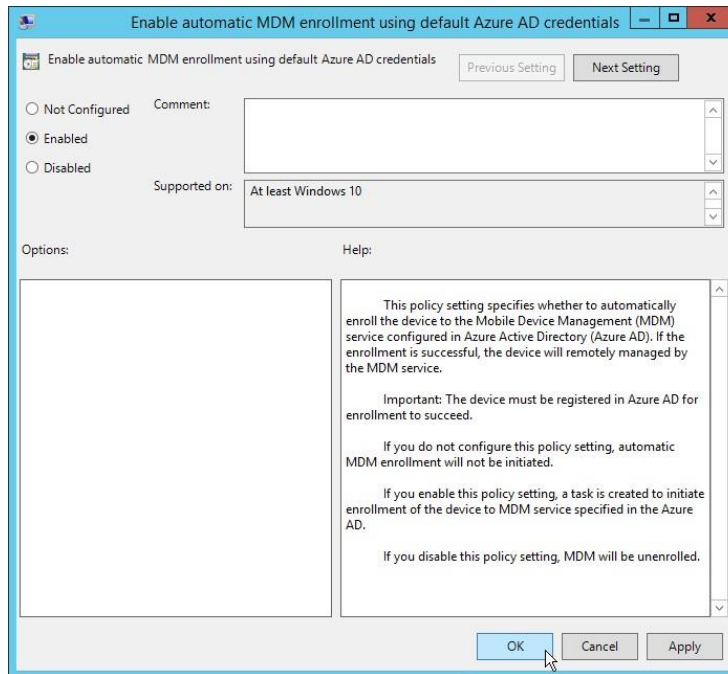 Enable automatic MDM enrollment using default Azure AD credentials
Enable automatic MDM enrollment using default Azure AD credentials
Previous Setting
Next Setting
Not Configured
Comment:
Enabled
Disabled
Supported on:
At least Windows 10
Options:
Help:
This policy setting specifies whether to automatically
enroll the device to the Mobile Device Management (MDM)
service configured in Azure Active Directory (Azure AD). If the
enrollment is successful, the device will remotely managed by
the MDM service.
Important: The device must be registered in Azure AD for
enrollment to succeed.
If you do not configure this policy setting, automatic
MDM enrollment will not be initiated.
If you enable this policy setting, a task is created to initiate
enrollment of the device to MDM service specified in the Azure
AD.
If you disable this policy setting, MDM will be unenrolled.
OK
Cancel
Apply